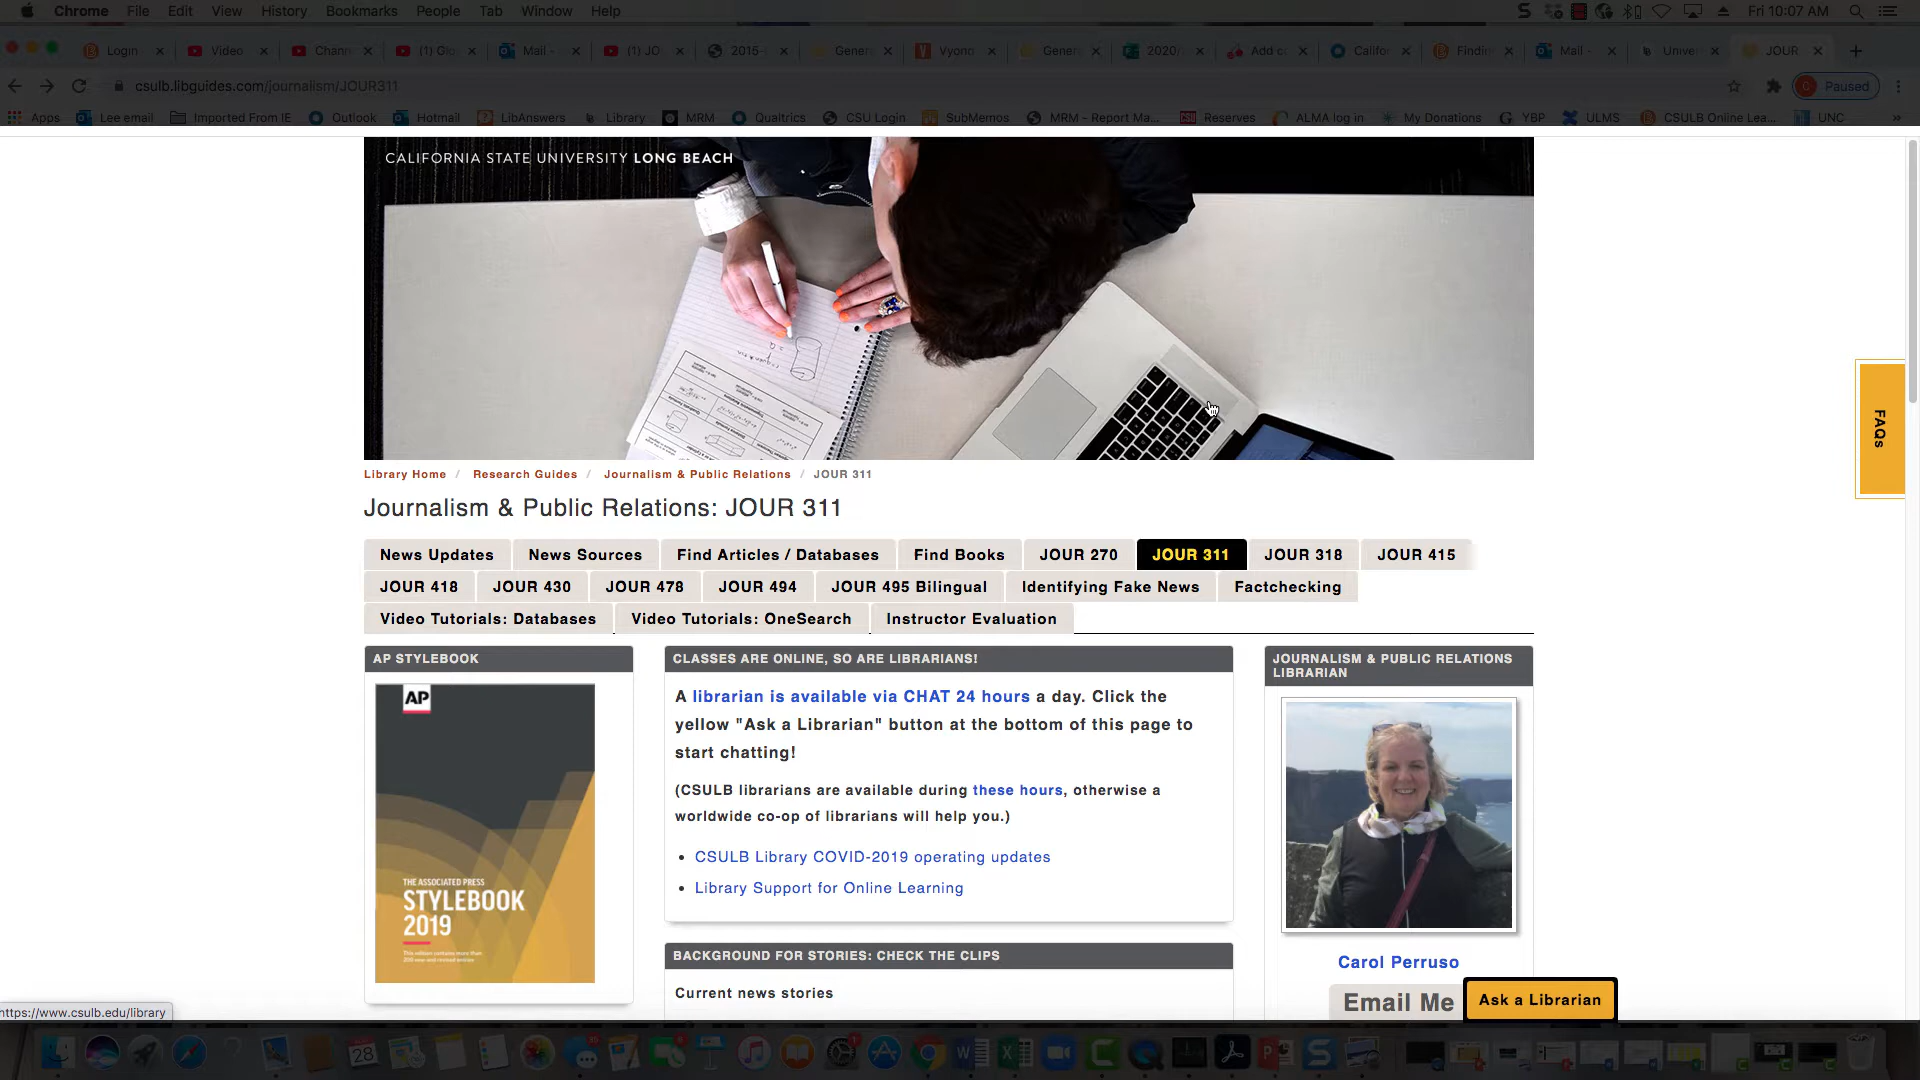 Chrome File Edit View History Bookmarks People Tab Window Help Fri 10:07 AM
Login Video Chann (1) Glo Mail - (1) JO 2015- Gener Vyond Gener 2020/ Add c Califor Findin Mail - Univer JOUR
csulb.libguides.com/journalism/JOUR311 Paused
Apps Lee email Imported From IE Outlook Hotmail LibAnswers Library MRM Qualtrics CSU Login SubMemos MRM - Report Ma... Reserves ALMA log in My Donations YBP ULMS CSULB Online Lea... UNC
CALIFORNIA STATE UNIVERSITY LONG BEACH
FAQs
Library Home / Research Guides / Journalism & Public Relations / JOUR 311
Journalism & Public Relations: JOUR 311
News Updates News Sources Find Articles / Databases Find Books JOUR 270 JOUR 311 JOUR 318 JOUR 415
JOUR 418 JOUR 430 JOUR 478 JOUR 494 JOUR 495 Bilingual Identifying Fake News Factchecking
Video Tutorials: Databases Video Tutorials: OneSearch Instructor Evaluation
AP STYLEBOOK
AP
THE ASSOCIATED PRESS
STYLEBOOK
2019
CLASSES ARE ONLINE, SO ARE LIBRARIANS!
A librarian is available via CHAT 24 hours a day. Click the
yellow "Ask a Librarian" button at the bottom of this page to
start chatting!
(CSULB librarians are available during these hours, otherwise a
worldwide co-op of librarians will help you.)
• CSULB Library COVID-2019 operating updates
• Library Support for Online Learning
BACKGROUND FOR STORIES: CHECK THE CLIPS
Current news stories
JOURNALISM & PUBLIC RELATIONS
LIBRARIAN
Carol Perruso
Email Me
Ask a Librarian
https://www.csulb.edu/library
28